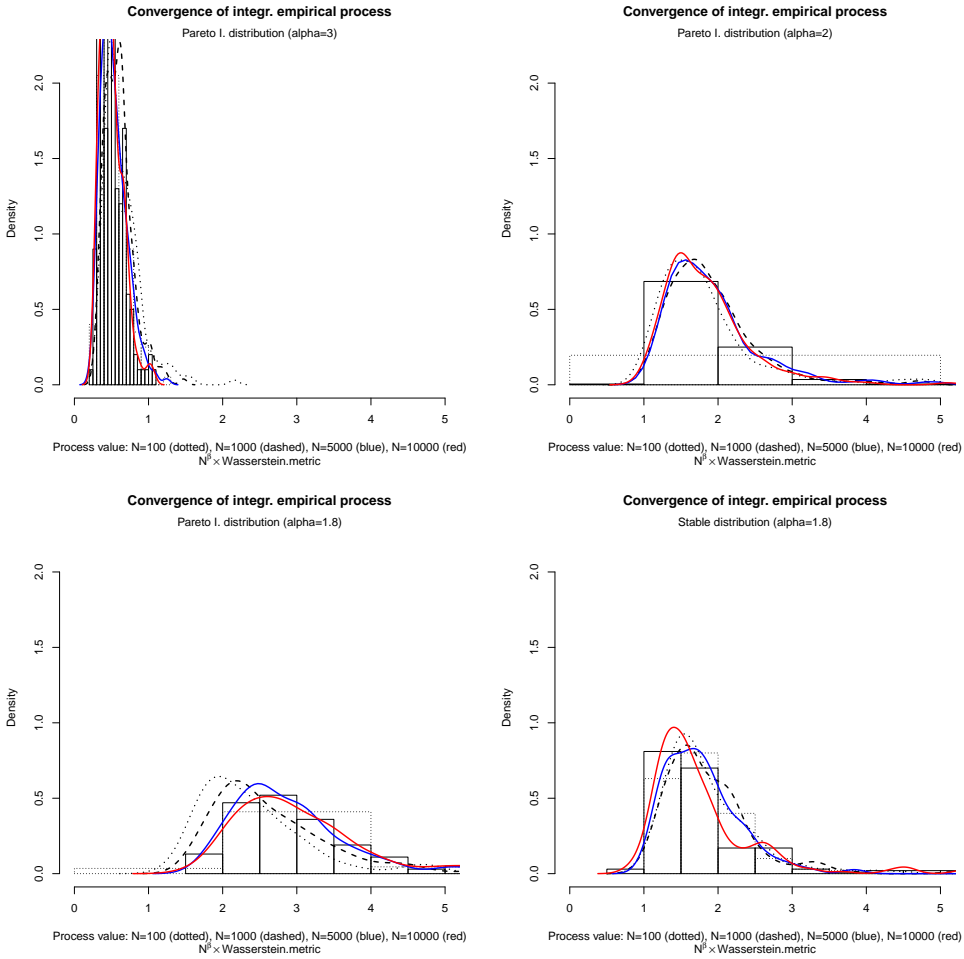 Convergence of integr. empirical process
Pareto I. distribution (alpha=3)
Density
0.0 0.5 1.0 1.5 2.0
0 1 2 3 4 5
Process value: N=100 (dotted), N=1000 (dashed), N=5000 (blue), N=10000 (red)
N^β×Wasserstein.metric
Convergence of integr. empirical process
Pareto I. distribution (alpha=2)
Density
0.0 0.5 1.0 1.5 2.0
0 1 2 3 4 5
Process value: N=100 (dotted), N=1000 (dashed), N=5000 (blue), N=10000 (red)
N^β×Wasserstein.metric
Convergence of integr. empirical process
Pareto I. distribution (alpha=1.8)
Density
0.0 0.5 1.0 1.5 2.0
0 1 2 3 4 5
Process value: N=100 (dotted), N=1000 (dashed), N=5000 (blue), N=10000 (red)
N^β×Wasserstein.metric
Convergence of integr. empirical process
Stable distribution (alpha=1.8)
Density
0.0 0.5 1.0 1.5 2.0
0 1 2 3 4 5
Process value: N=100 (dotted), N=1000 (dashed), N=5000 (blue), N=10000 (red)
N^β×Wasserstein.metric